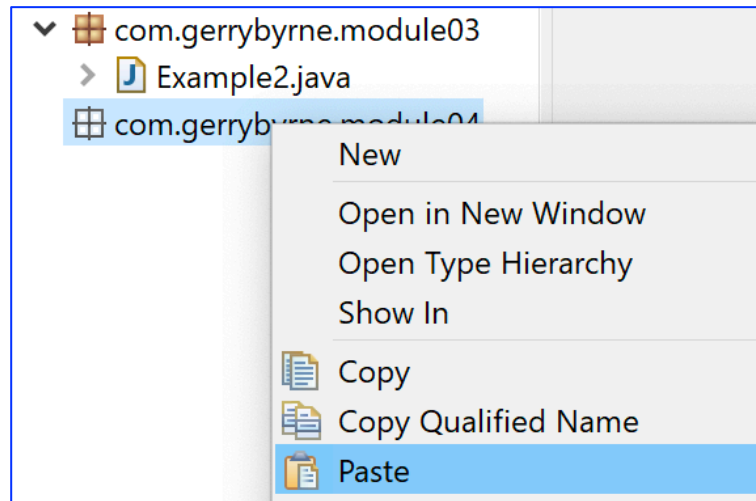 com.gerrybyrne.module03
Example2.java
com.gerrybyrne.module04
New
Open in New Window
Open Type Hierarchy
Show In
Copy
Copy Qualified Name
Paste